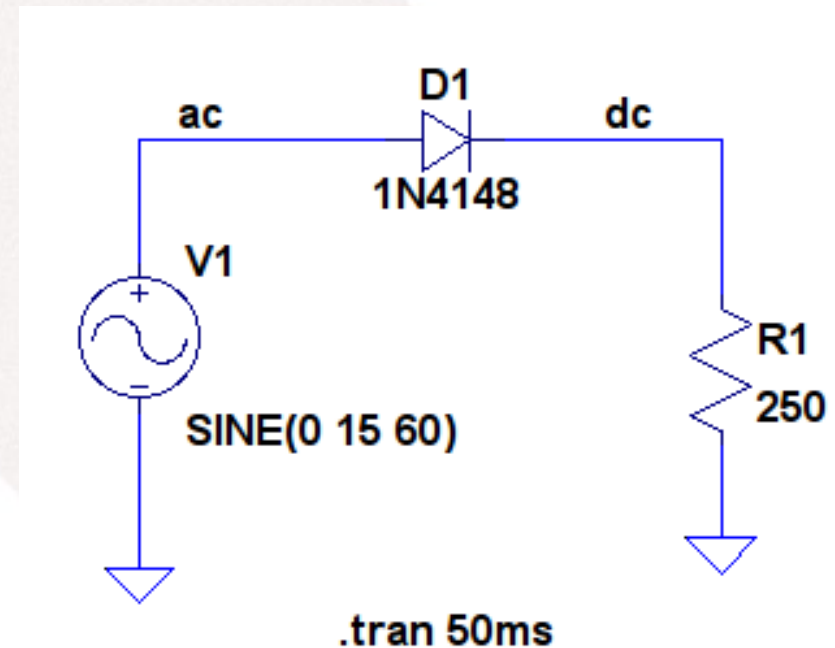 D1
ac
dc
1N4148
V1
+
R1
250
SINE(0 15 60)
.tran 50ms